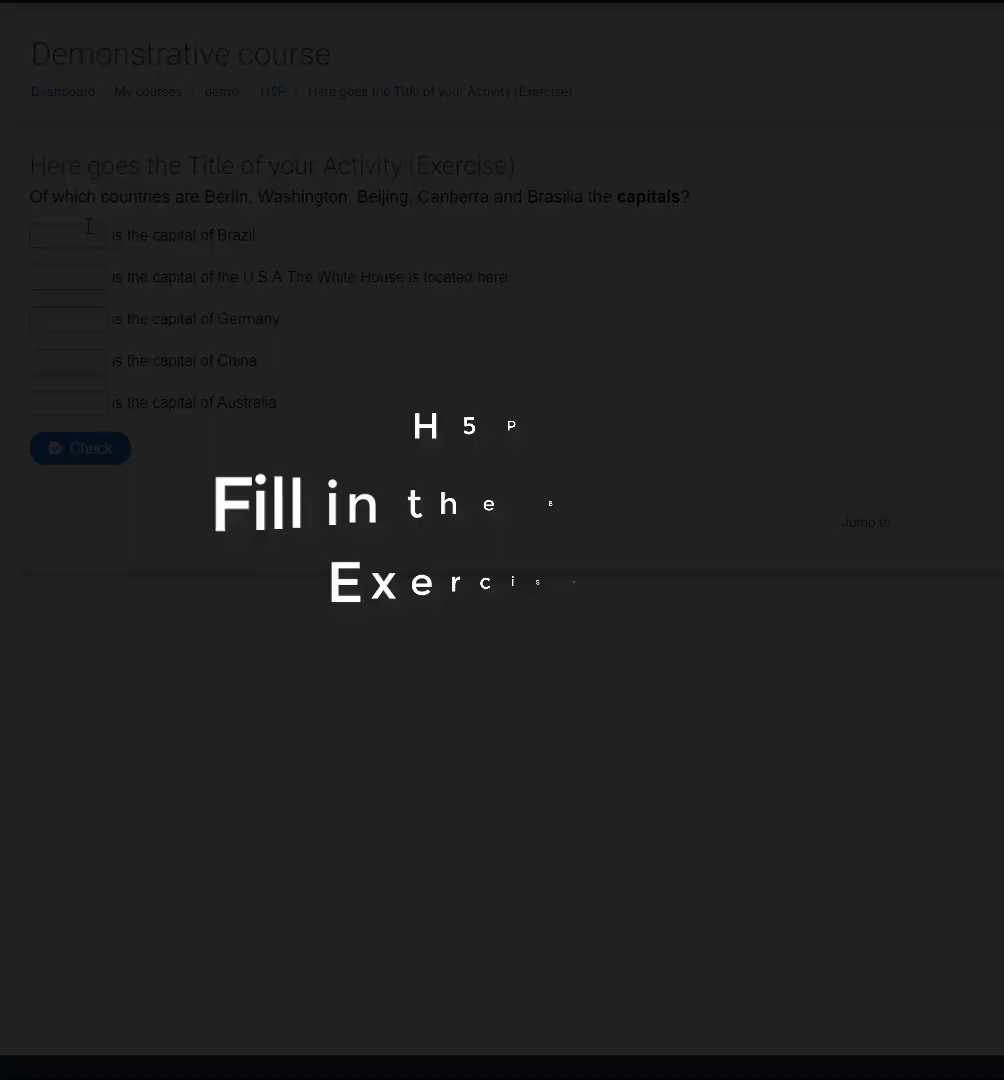 Demonstrative course
Dashboard My courses / demo / H5P / Here goes the Title of your Activity (Exercise)
Here goes the Title of your Activity (Exercise)
Of which countries are Berlin, Washington, Beijing, Canberra and Brasilia the capitals?
is the capital of Brazil
is the capital of the U.S.A The White House is located here
is the capital of Germany
is the capital of China
is the capital of Australia
Check
H5P
Fill in the B
Exercis
Jump to